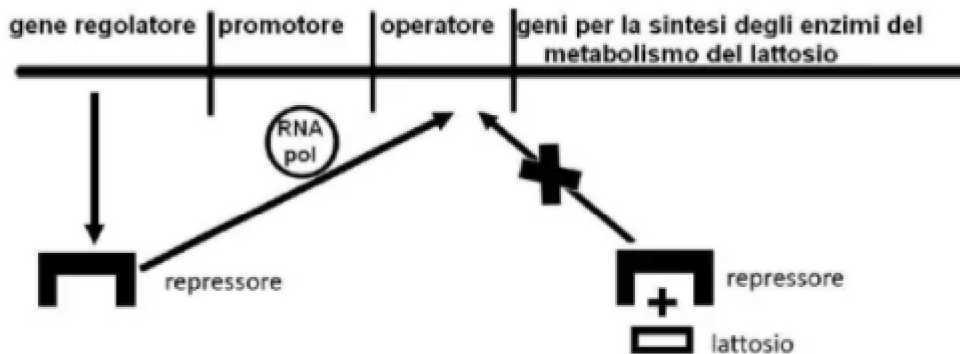 gene regolatore promotore operatore geni per la sintesi degli enzimi del
metabolismo del lattosio
RNA
pol
repressore
repressore
+
lattosio